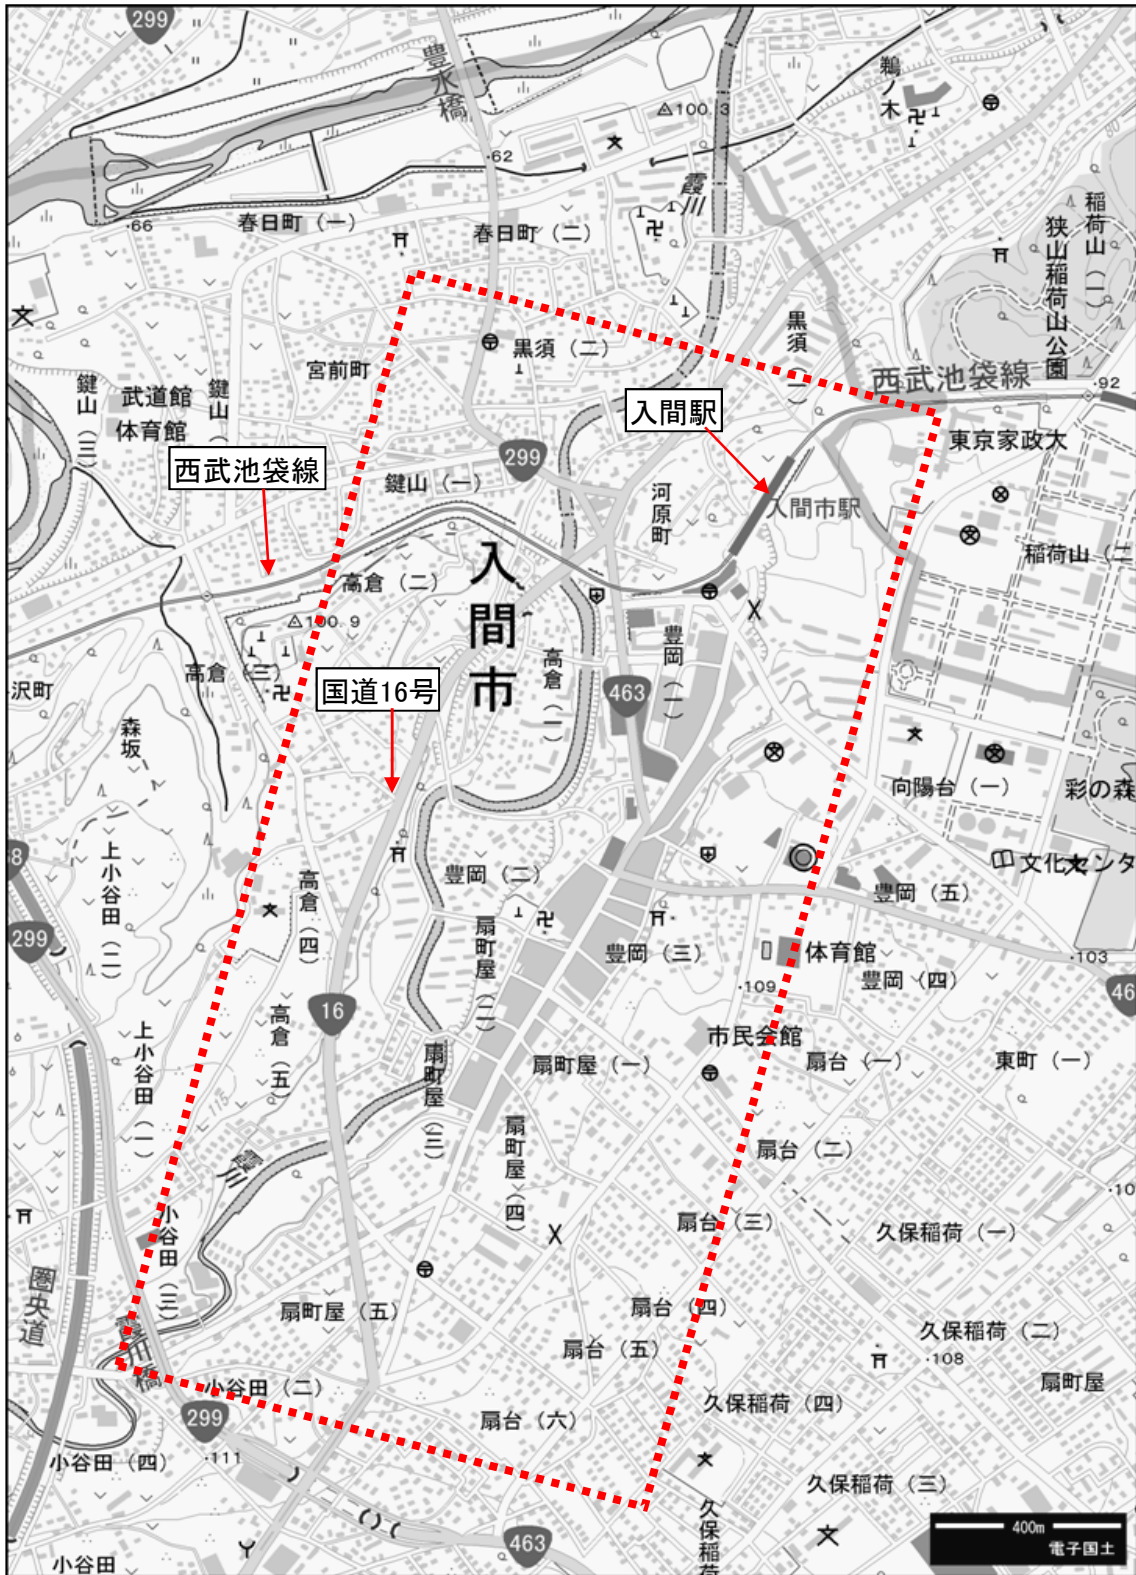 299
豊水橋
鵜ノ木
100.3
62
霞川
66
春日町（一）
春日町（二）
稲荷山（一）
狭山稲荷山公園
黒須（二）
黒須（一）
宮前町
鍵山（三）
武道館
体育館
鍵山（
西武池袋線
92
入間駅
東京家政大
西武池袋線
299
鍵山（一）
河原町
入間市駅
稲荷山（二
入間市
高倉（二）
100.9
高倉（三）
国道16号
沢町
森坂
高倉（一）
豊岡（一）
463
向陽台（一）
彩の森
8
上小谷田（二）
高倉（四）
豊岡（二）
文化センタ
豊岡（五）
299
扇町屋（二）
豊岡（三）
体育館
豊岡（四）
103
109
46
16
高倉（五）
上小谷田（一）
市民会館
扇町屋（一）
扇台（一）
東町（一）
扇町屋（三）
175
扇町屋（四）
霞川
扇台（二）
10
小谷田（三）
扇台（三）
久保稲荷（一）
圏央道
扇町屋（五）
扇台（四）
霞川橋
扇台（五）
久保稲荷（二）
108
扇町屋
小谷田（二）
299
扇台（六）
久保稲荷（四）
小谷田（四）
111
久保稲荷（三）
久保稲荷
463
400m
電子国土
小谷田